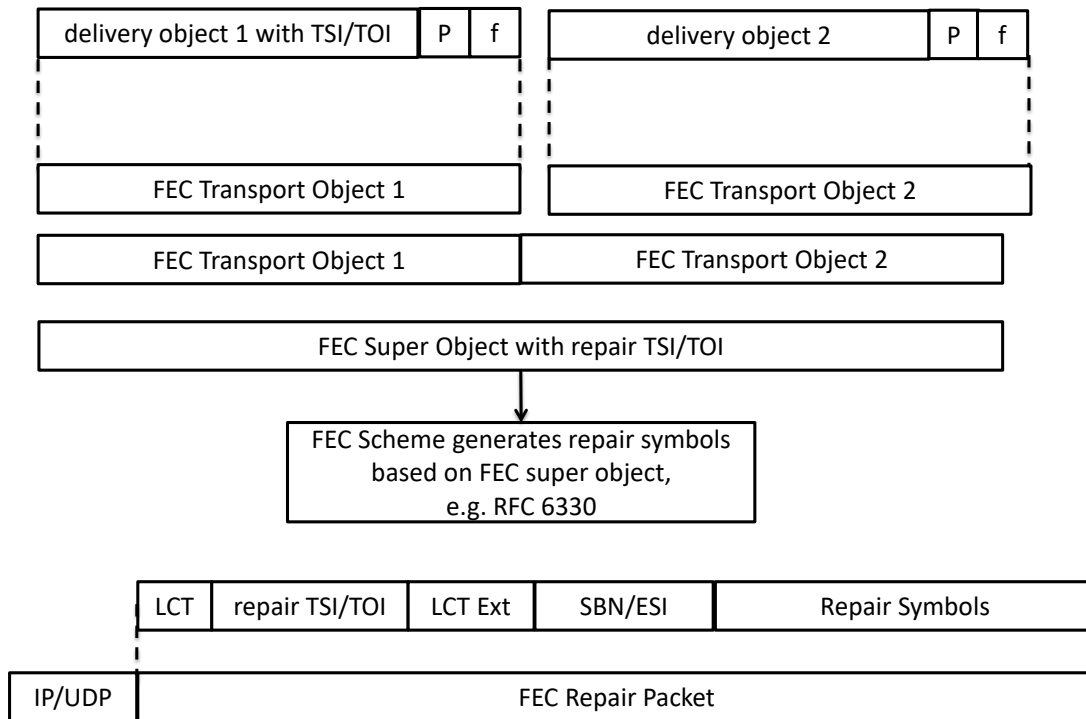 delivery object 1 with TSI/TOI P f delivery object 2 P f
FEC Transport Object 1 FEC Transport Object 2
FEC Transport Object 1 FEC Transport Object 2
FEC Super Object with repair TSI/TOI
FEC Scheme generates repair symbols
based on FEC super object,
e.g. RFC 6330
LCT repair TSI/TOI LCT Ext SBN/ESI Repair Symbols
IP/UDP FEC Repair Packet